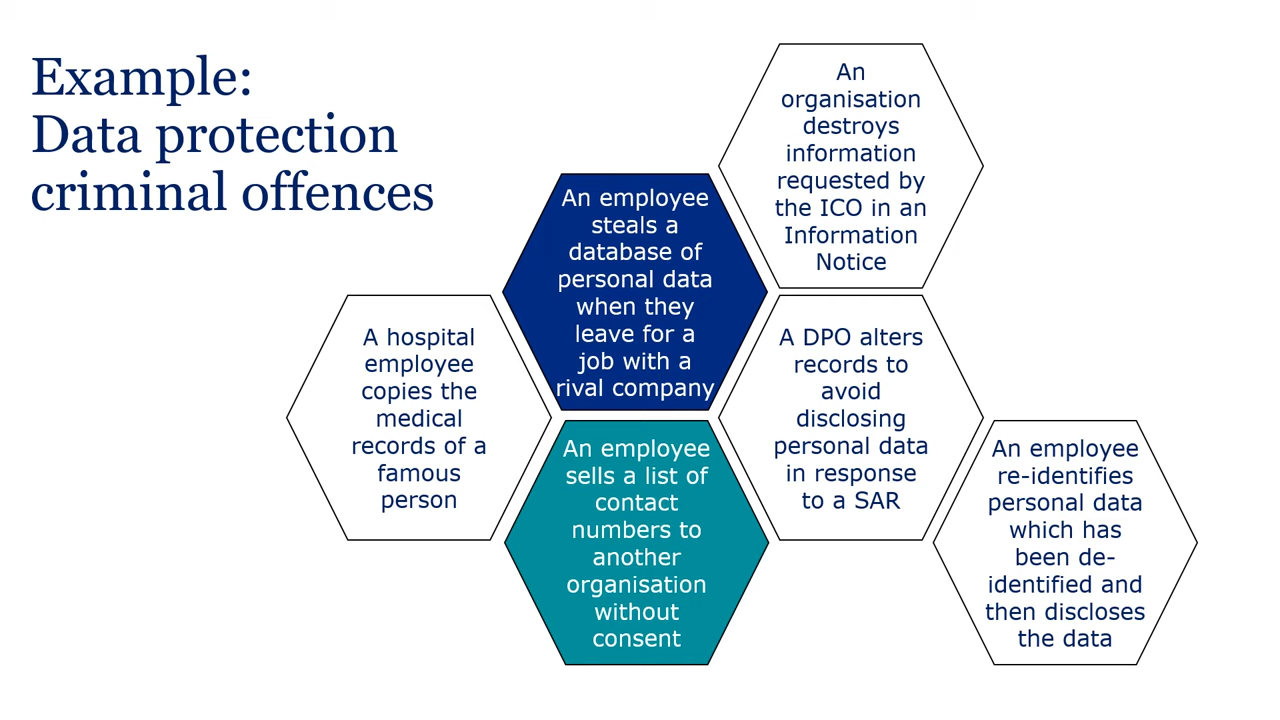 Example:
Data protection
criminal offences
An
organisation
destroys
information
requested by
the ICO in an
Information
Notice
An employee
steals a
database of
personal data
when they
leave for a
job with a
rival company
A hospital
employee
copies the
medical
records of a
famous
person
A DPO alters
records to
avoid
disclosing
personal data
in response
to a SAR
An employee
sells a list of
contact
numbers to
another
organisation
without
consent
An employee
re-identifies
personal data
which has
been de-
identified and
then discloses
the data